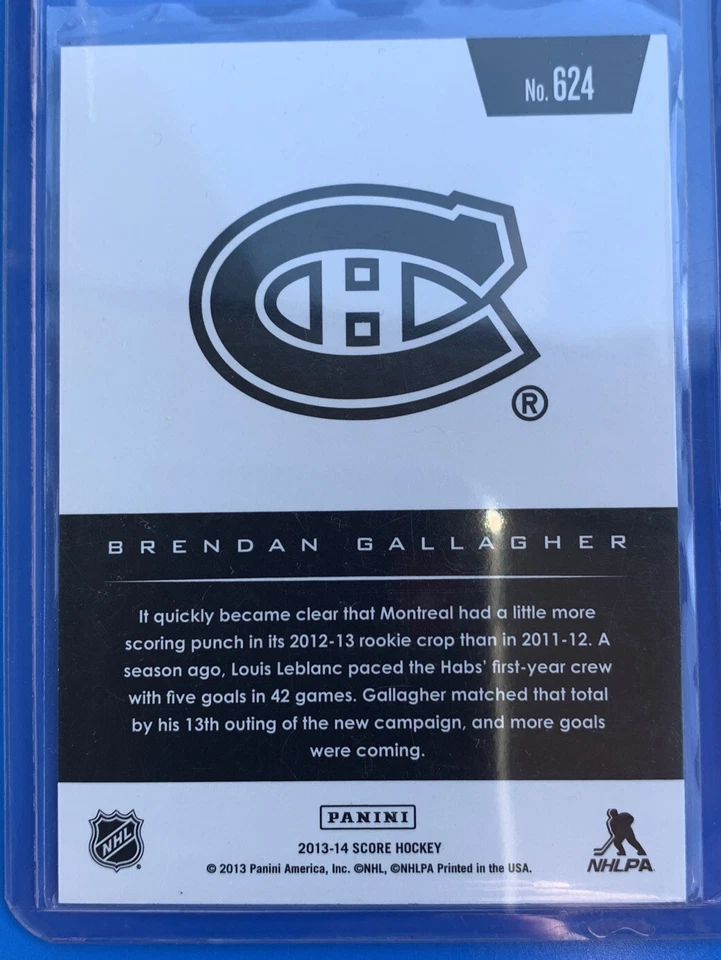 No. 624
®
BRENDAN GALLAGHER
It quickly became clear that Montreal had a little more
scoring punch in its 2012-13 rookie crop than in 2011-12. A
season ago, Louis Leblanc paced the Habs' first-year crew
with five goals in 42 games. Gallagher matched that total
by his 13th outing of the new campaign, and more goals
were coming.
PANINI
NHL
2013-14 SCORE HOCKEY
© 2013 Panini America, Inc. ©NHL, ©NHLPA Printed in the USA.
NHLPA